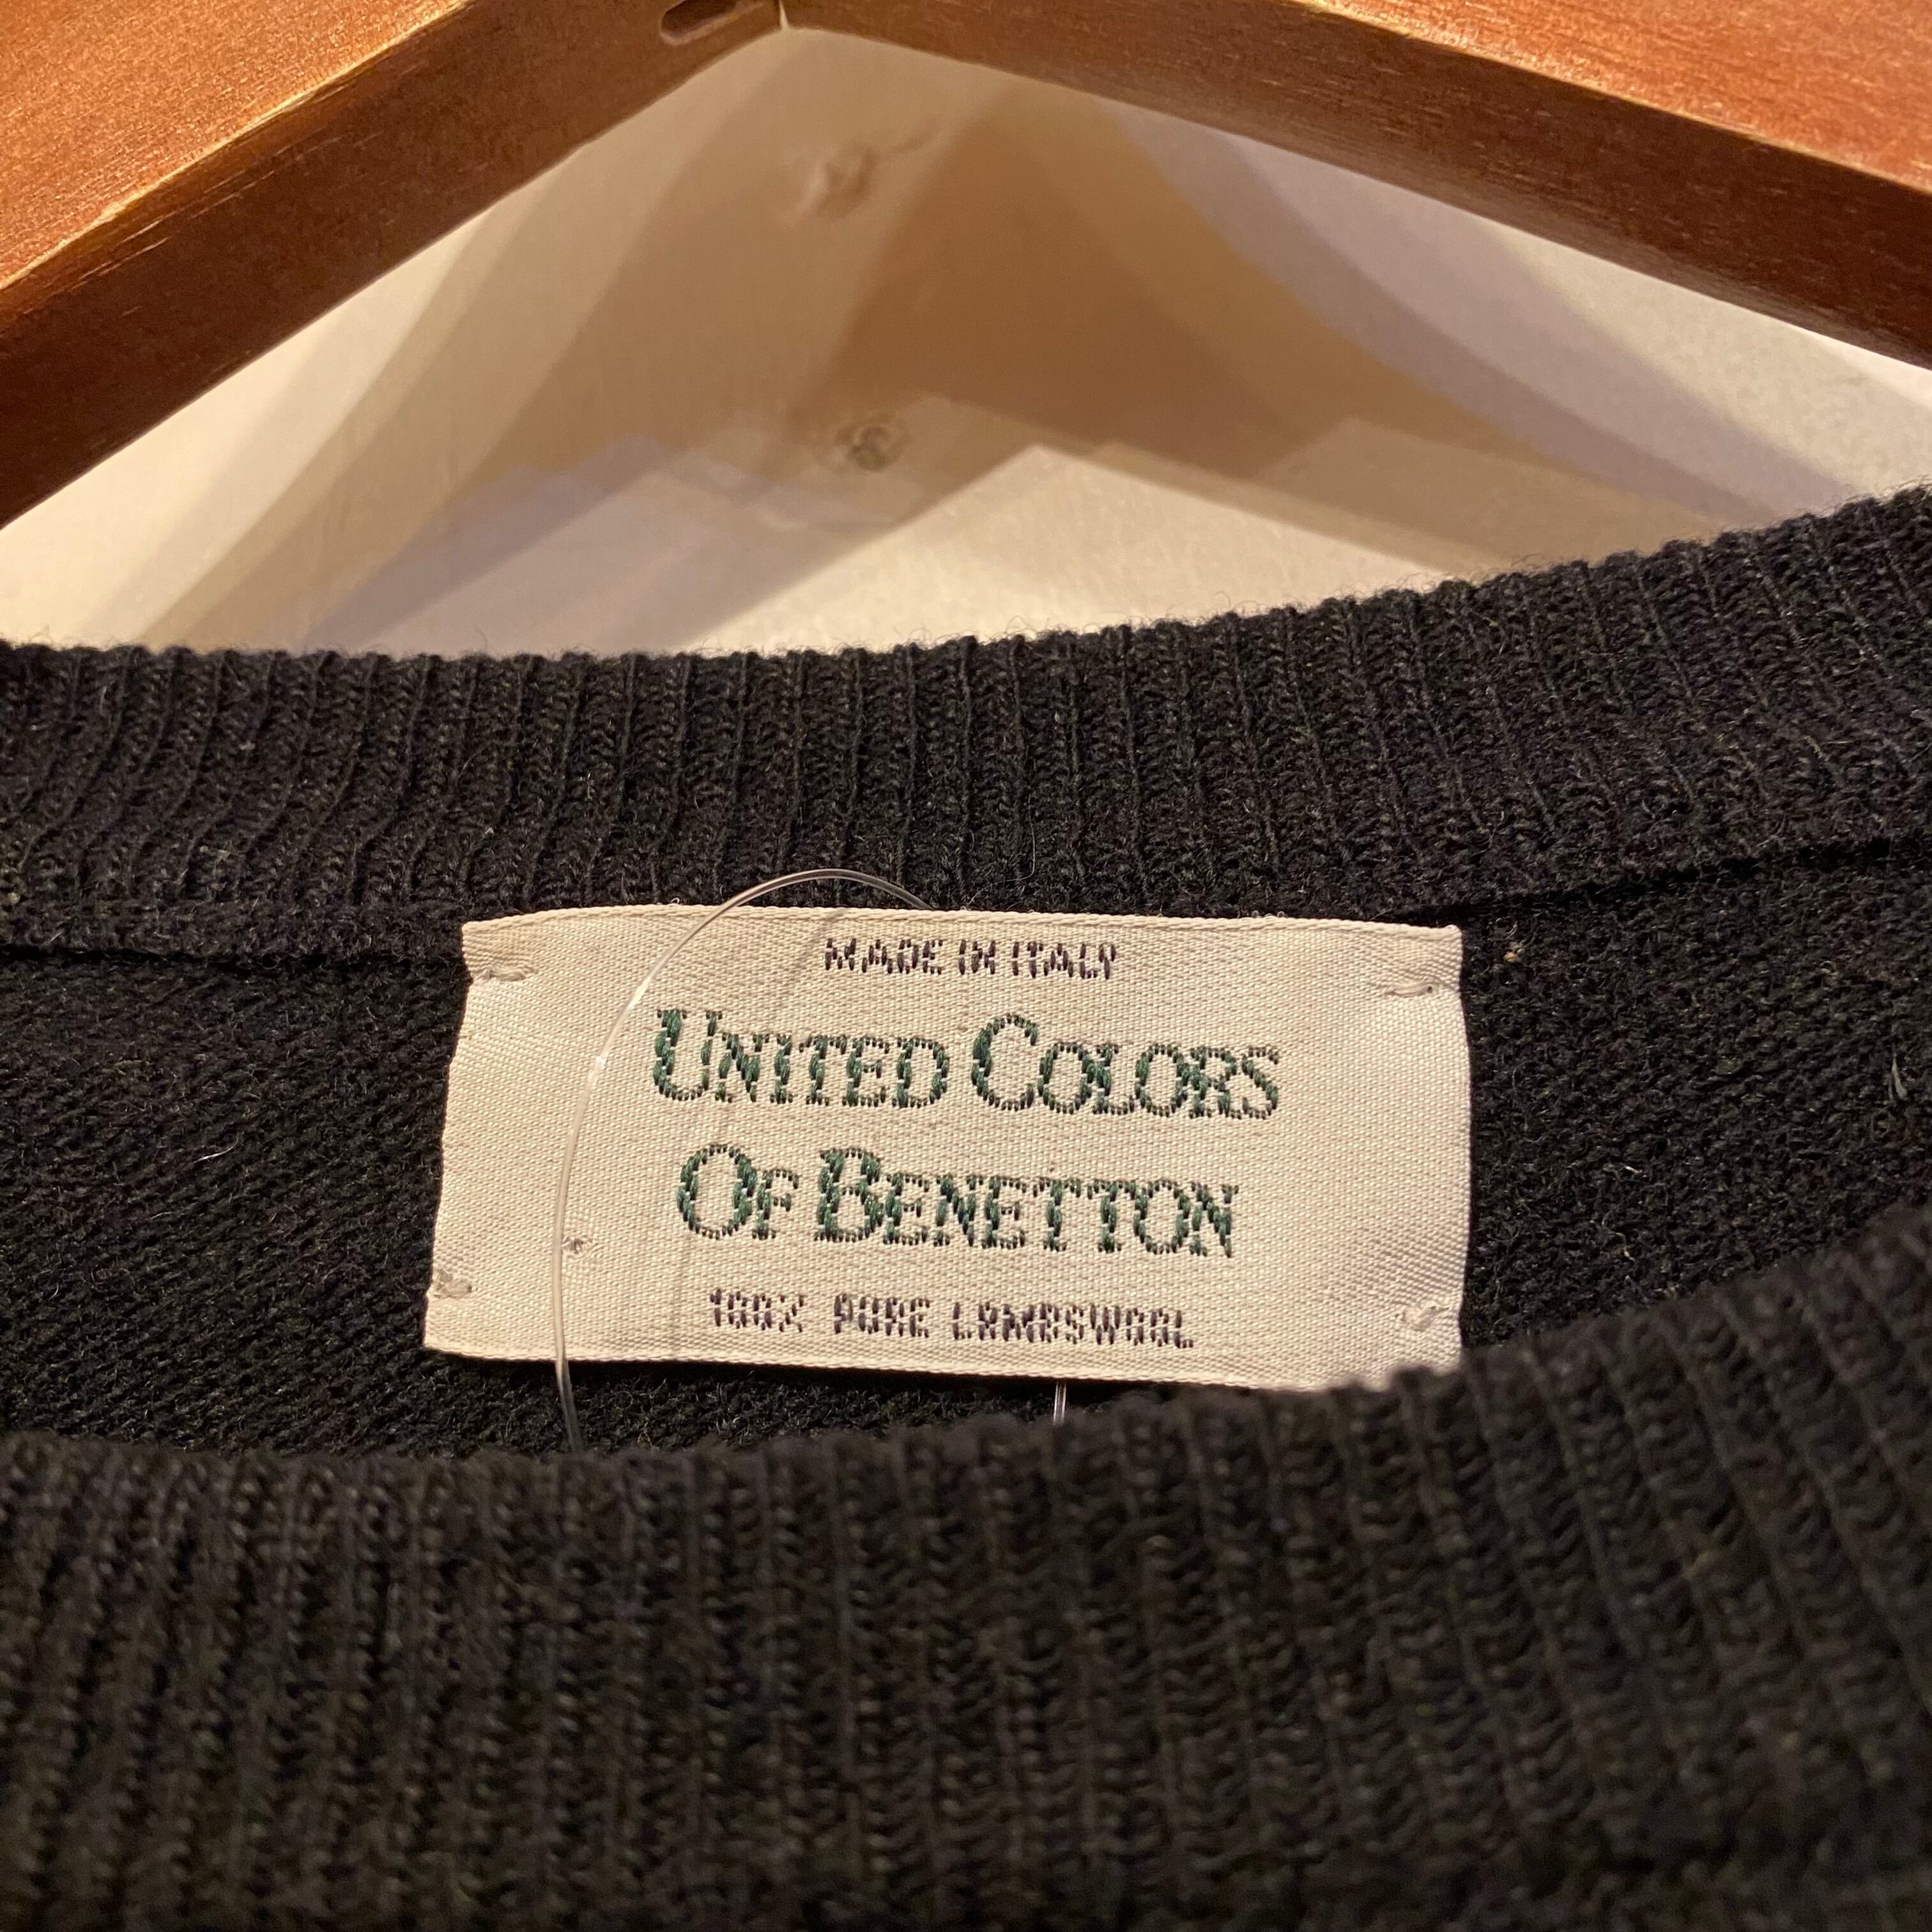 MADE IN ITALY
UNITED COLORS
OF BENETTON
100% PURE LAMBSWOOL